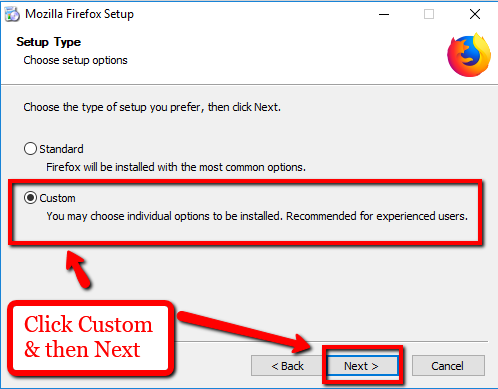 Mozilla Firefox Setup
Setup Type
Choose setup options
Choose the type of setup you prefer, then click Next.
Standard
Firefox will be installed with the most common options.
Custom
You may choose individual options to be installed. Recommended for experienced users.
Click Custom
& then Next
< Back
Next >
Cancel